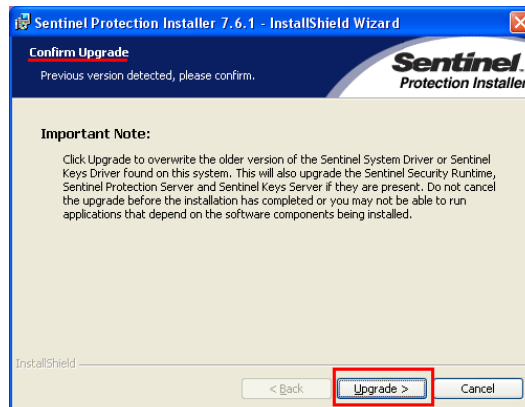 Sentinel Protection Installer 7.6.1 - InstallShield Wizard
Confirm Upgrade
Previous version detected, please confirm.
Sentinel.
Protection Installer
Important Note:
Click Upgrade to overwrite the older version of the Sentinel System Driver or Sentinel
Keys Driver found on this system. This will also upgrade the Sentinel Security Runtime,
Sentinel Protection Server and Sentinel Keys Server if they are present. Do not cancel
the upgrade before the installation has completed or you may not be able to run
applications that depend on the software components being installed.
InstallShield
< Back
Upgrade >
Cancel